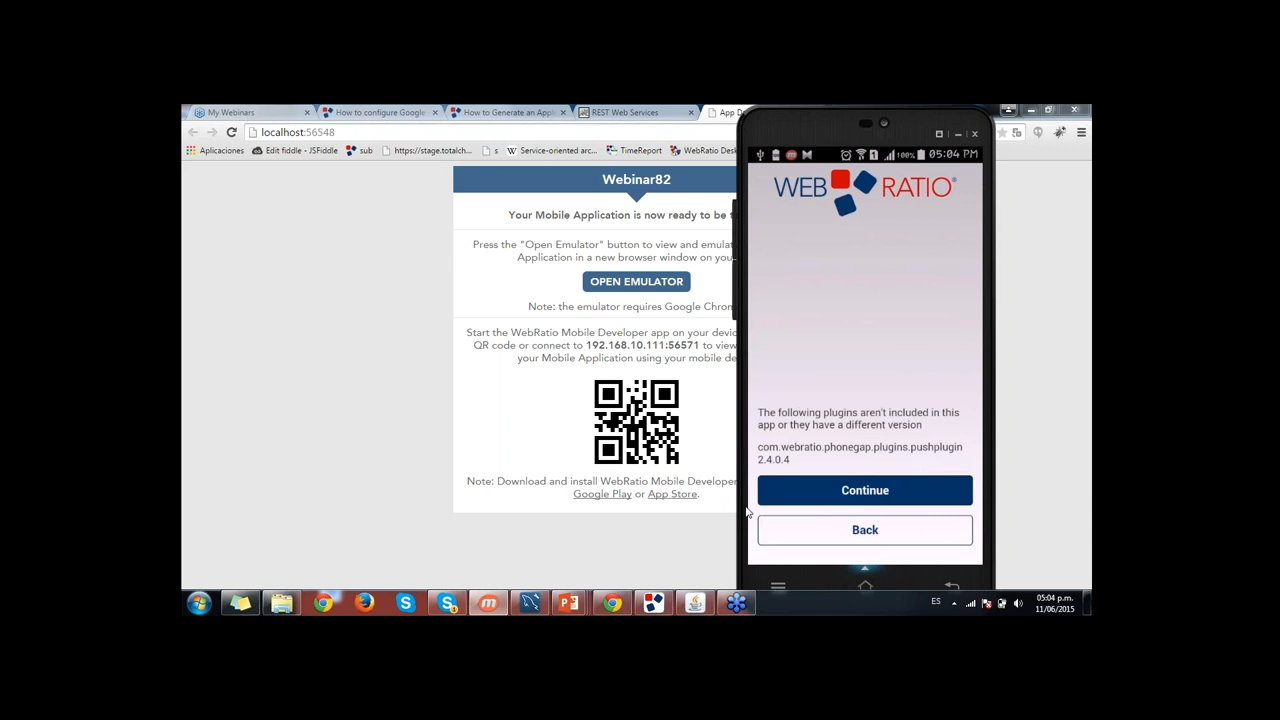 My Webinars
How to configure Google
How to Generate an Apple
REST Web Services
App D
localhost:56548
Aplicaciones
Edit fiddle - JSFiddle
sub
https://stage.totalch...
s
Service-oriented arc...
TimeReport
WebRatio Desk
Webinar82
Your Mobile Application is now ready to be t
Press the "Open Emulator" button to view and emulat
Application in a new browser window on you
OPEN EMULATOR
Note: the emulator requires Google Chrom
Start the WebRatio Mobile Developer app on your devic
QR code or connect to 192.168.10.111:56571 to view
your Mobile Application using your mobile de
Note: Download and install WebRatio Mobile Developer
Google Play or App Store.
100% 05:04 PM
WEB RATIO®
The following plugins aren't included in this
app or they have a different version
com.webratio.phonegap.plugins.pushplugin
2.4.0.4
Continue
Back
ES
05:04 p.m.
11/06/2015